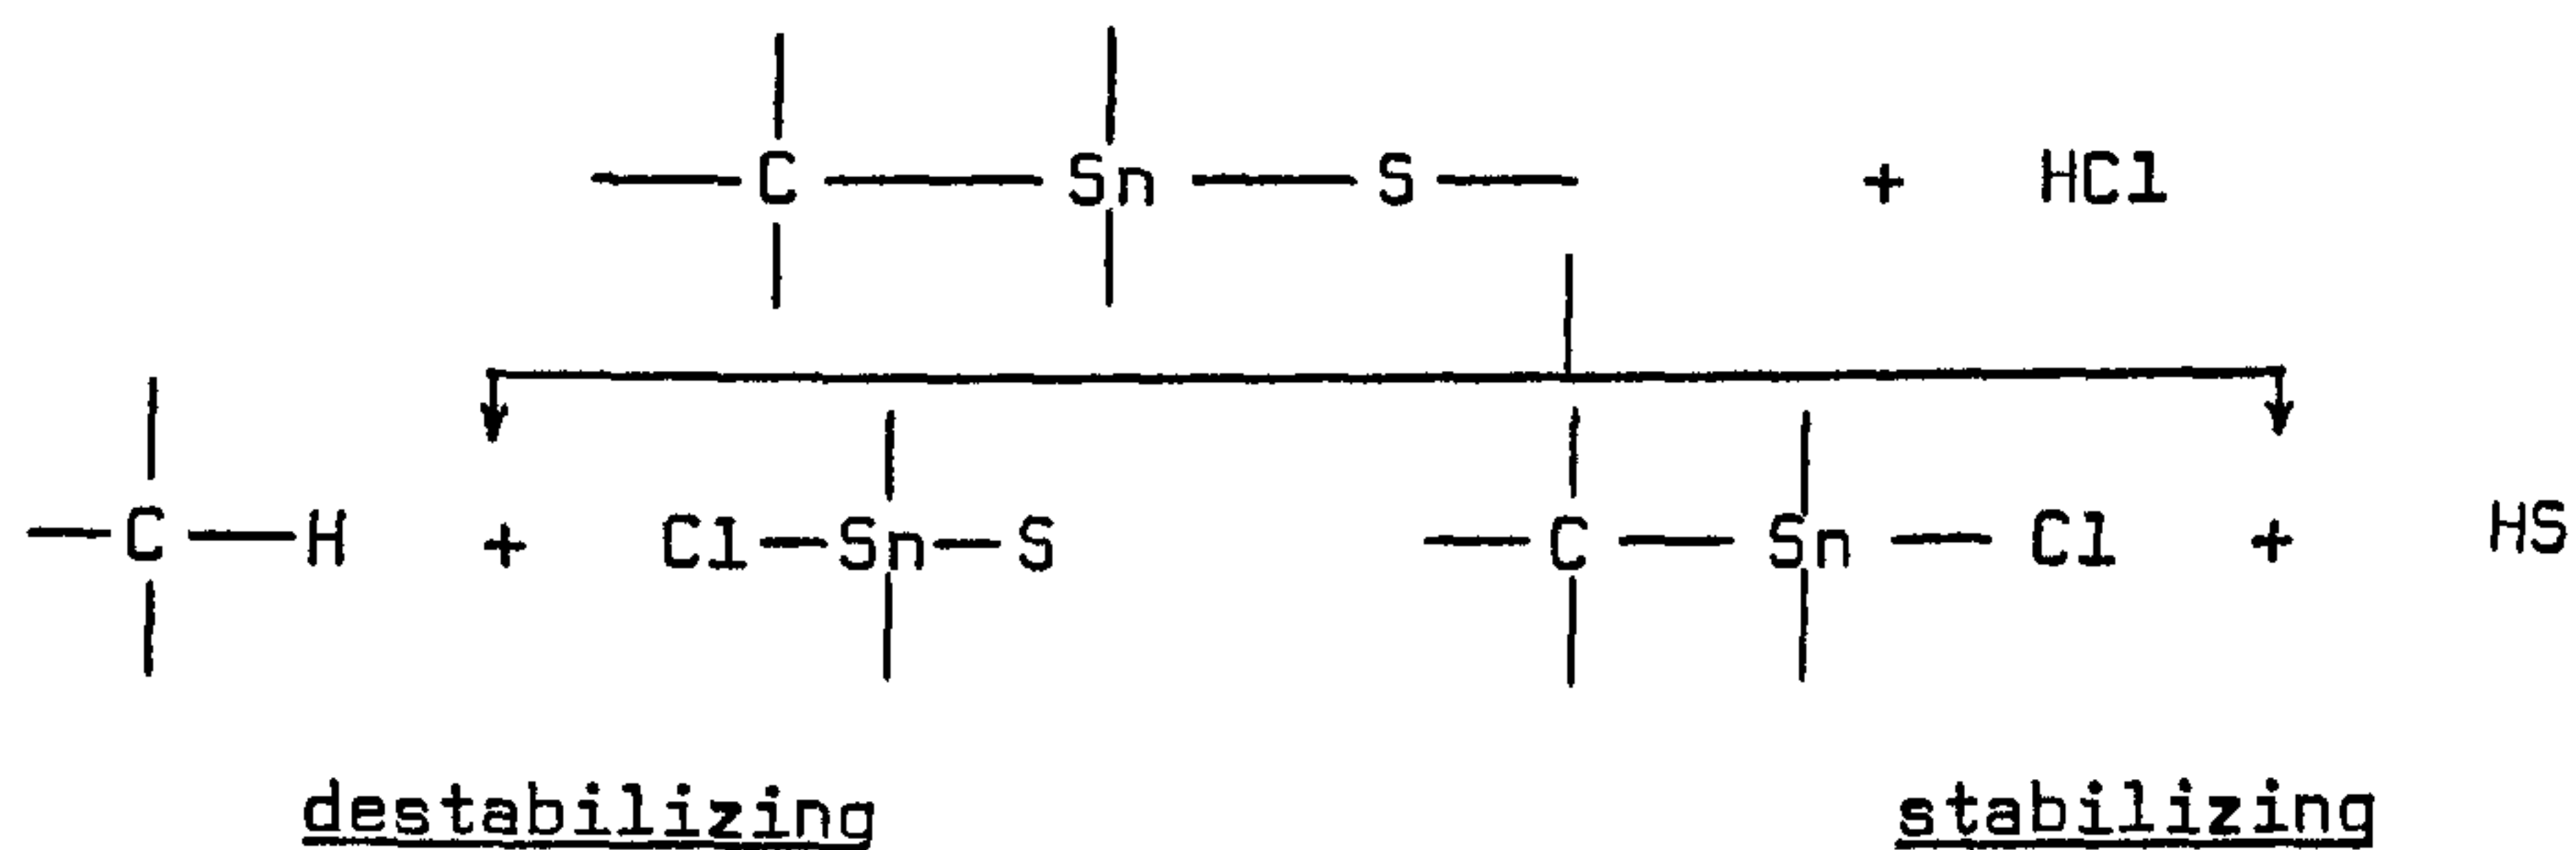 C Sn S + HCl
C H + Cl Sn S C Sn Cl + HS
destabilizing stabilizing